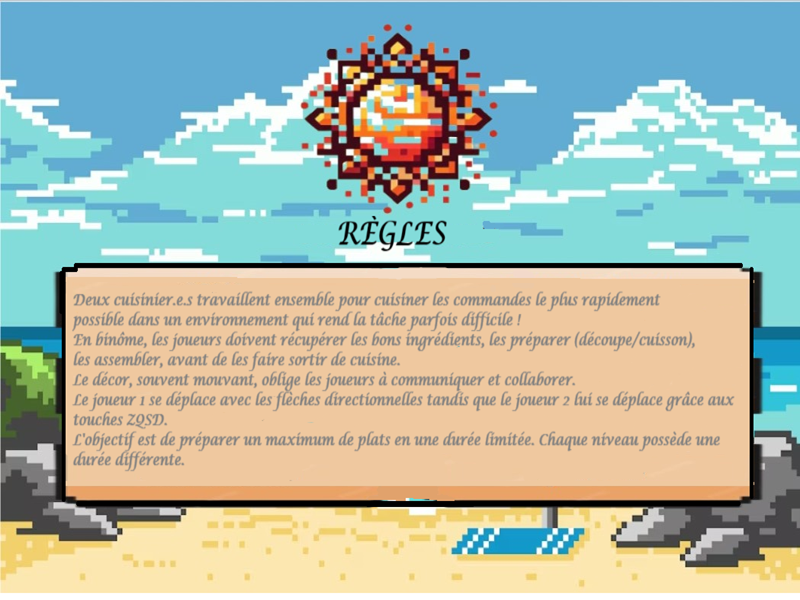 RÈGLES
Deux cuisinier.e.s travaillent ensemble pour cuisiner les commandes le plus rapidement
possible dans un environnement qui rend la tâche parfois difficile !
En binôme, les joueurs doivent récupérer les bons ingrédients, les préparer (découpe/cuisson),
les assembler, avant de les faire sortir de cuisine.
Le décor, souvent mouvant, oblige les joueurs à communiquer et collaborer.
Le joueur 1 se déplace avec les flèches directionnelles tandis que le joueur 2 lui se déplace grâce aux
touches ZQSD.
L'objectif est de préparer un maximum de plats en une durée limitée. Chaque niveau possède une
durée différente.